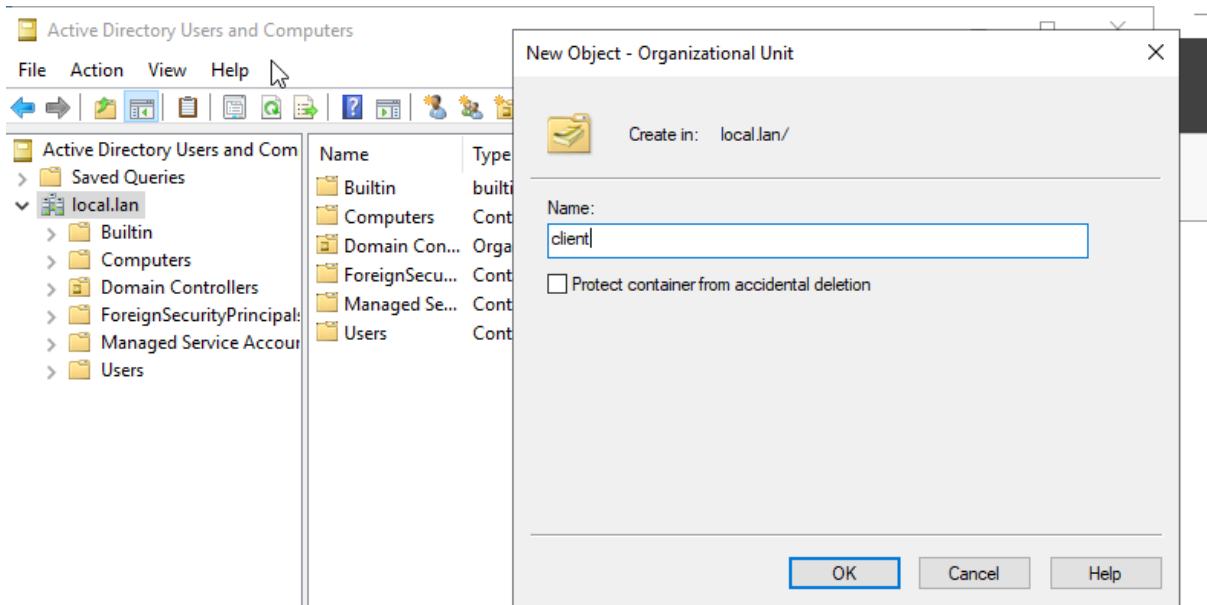 Active Directory Users and Computers
File Action View Help
Active Directory Users and Com
Saved Queries
local.lan
Builtin
Computers
Domain Controllers
ForeignSecurityPrincipals
Managed Service Accour
Users
Name Type
Builtin builti
Computers Cont
Domain Con... Orga
ForeignSecu... Cont
Managed Se... Cont
Users Cont
New Object - Organizational Unit
Create in: local.lan/
Name:
client
Protect container from accidental deletion
OK Cancel Help